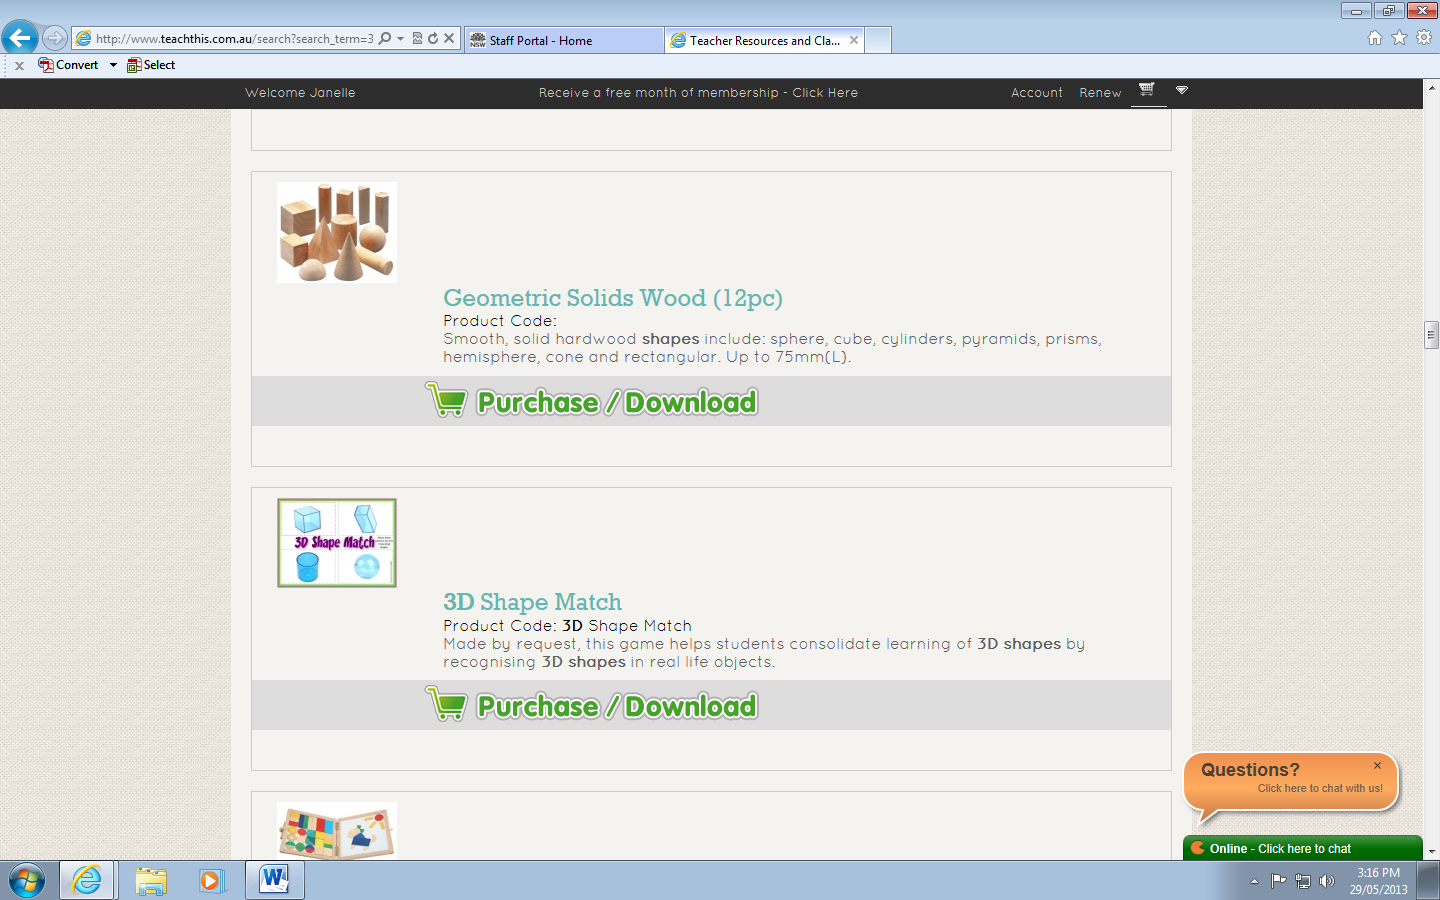 http://www.teachthis.com.au/search?search_term=3
Staff Portal - Home
Teacher Resources and Cla...
Convert
Select
Welcome Janelle
Receive a free month of membership - Click Here
Account
Renew
Geometric Solids Wood (12pc)
Product Code:
Smooth, solid hardwood shapes include: sphere, cube, cylinders, pyramids, prisms,
hemisphere, cone and rectangular. Up to 75mm(L).
Purchase / Download
3D Shape Match
3D Shape Match
Product Code: 3D Shape Match
Made by request, this game helps students consolidate learning of 3D shapes by
recognising 3D shapes in real life objects.
Purchase / Download
Questions?
Click here to chat with us!
Online - Click here to chat
3:16 PM
29/05/2013